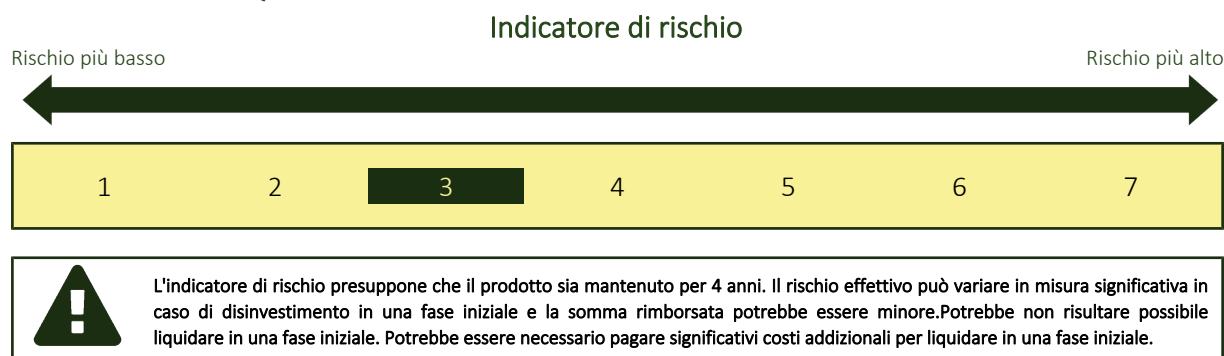 Indicatore di rischio
Rischio più basso Rischio più alto
1 2 3 4 5 6 7
L'indicatore di rischio presuppone che il prodotto sia mantenuto per 4 anni. Il rischio effettivo può variare in misura significativa in
caso di disinvestimento in una fase iniziale e la somma rimborsata potrebbe essere minore.Potrebbe non risultare possibile
liquidare in una fase iniziale. Potrebbe essere necessario pagare significativi costi addizionali per liquidare in una fase iniziale.